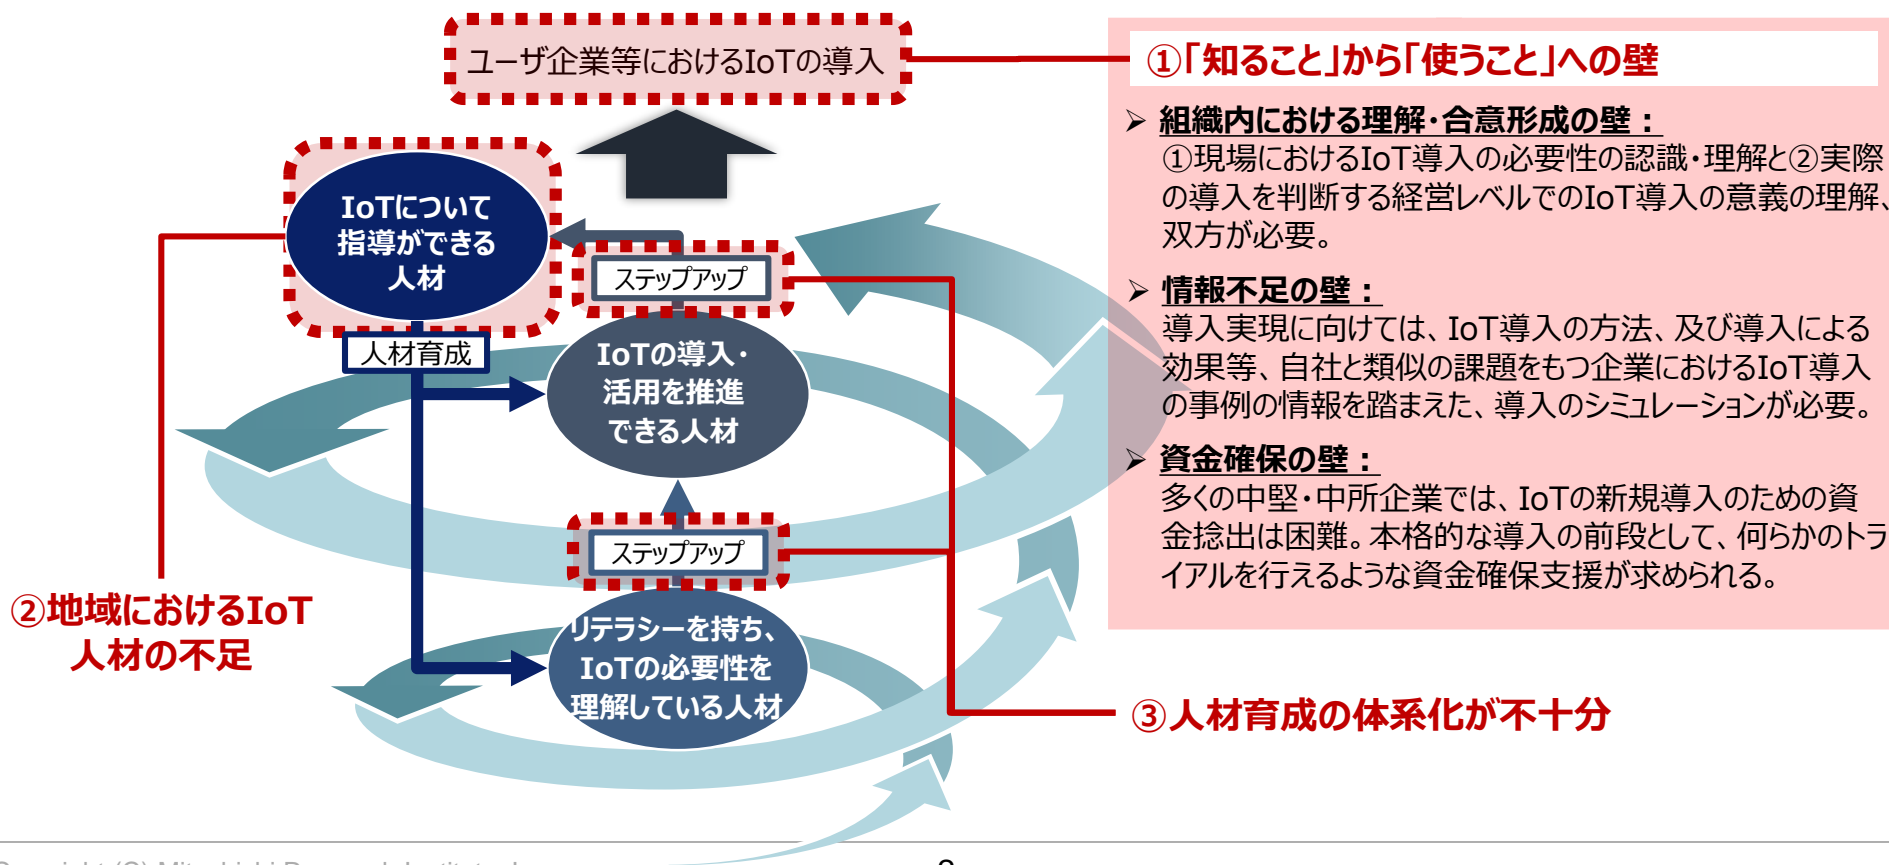 ユーザ企業等におけるIoTの導入
IoTについて
指導ができる
人材
ステップアップ
人材育成
IoTの導入・
活用を推進
できる人材
ステップアップ
リテラシーを持ち、
IoTの必要性を
理解している人材
②地域におけるIoT
人材の不足
①「知ること」から「使うこと」への壁
➢ 組織内における理解・合意形成の壁：
①現場におけるIoT導入の必要性の認識・理解と②実際
の導入を判断する経営レベルでのIoT導入の意義の理解、
双方が必要。
➢ 情報不足の壁：
導入実現に向けては、IoT導入の方法、及び導入による
効果等、自社と類似の課題をもつ企業におけるIoT導入
の事例の情報を踏まえた、導入のシミュレーションが必要。
➢ 資金確保の壁：
多くの中堅・中所企業では、IoTの新規導入のための資
金捻出は困難。本格的な導入の前段として、何らかのトラ
イアルを行えるような資金確保支援が求められる。
③人材育成の体系化が不十分